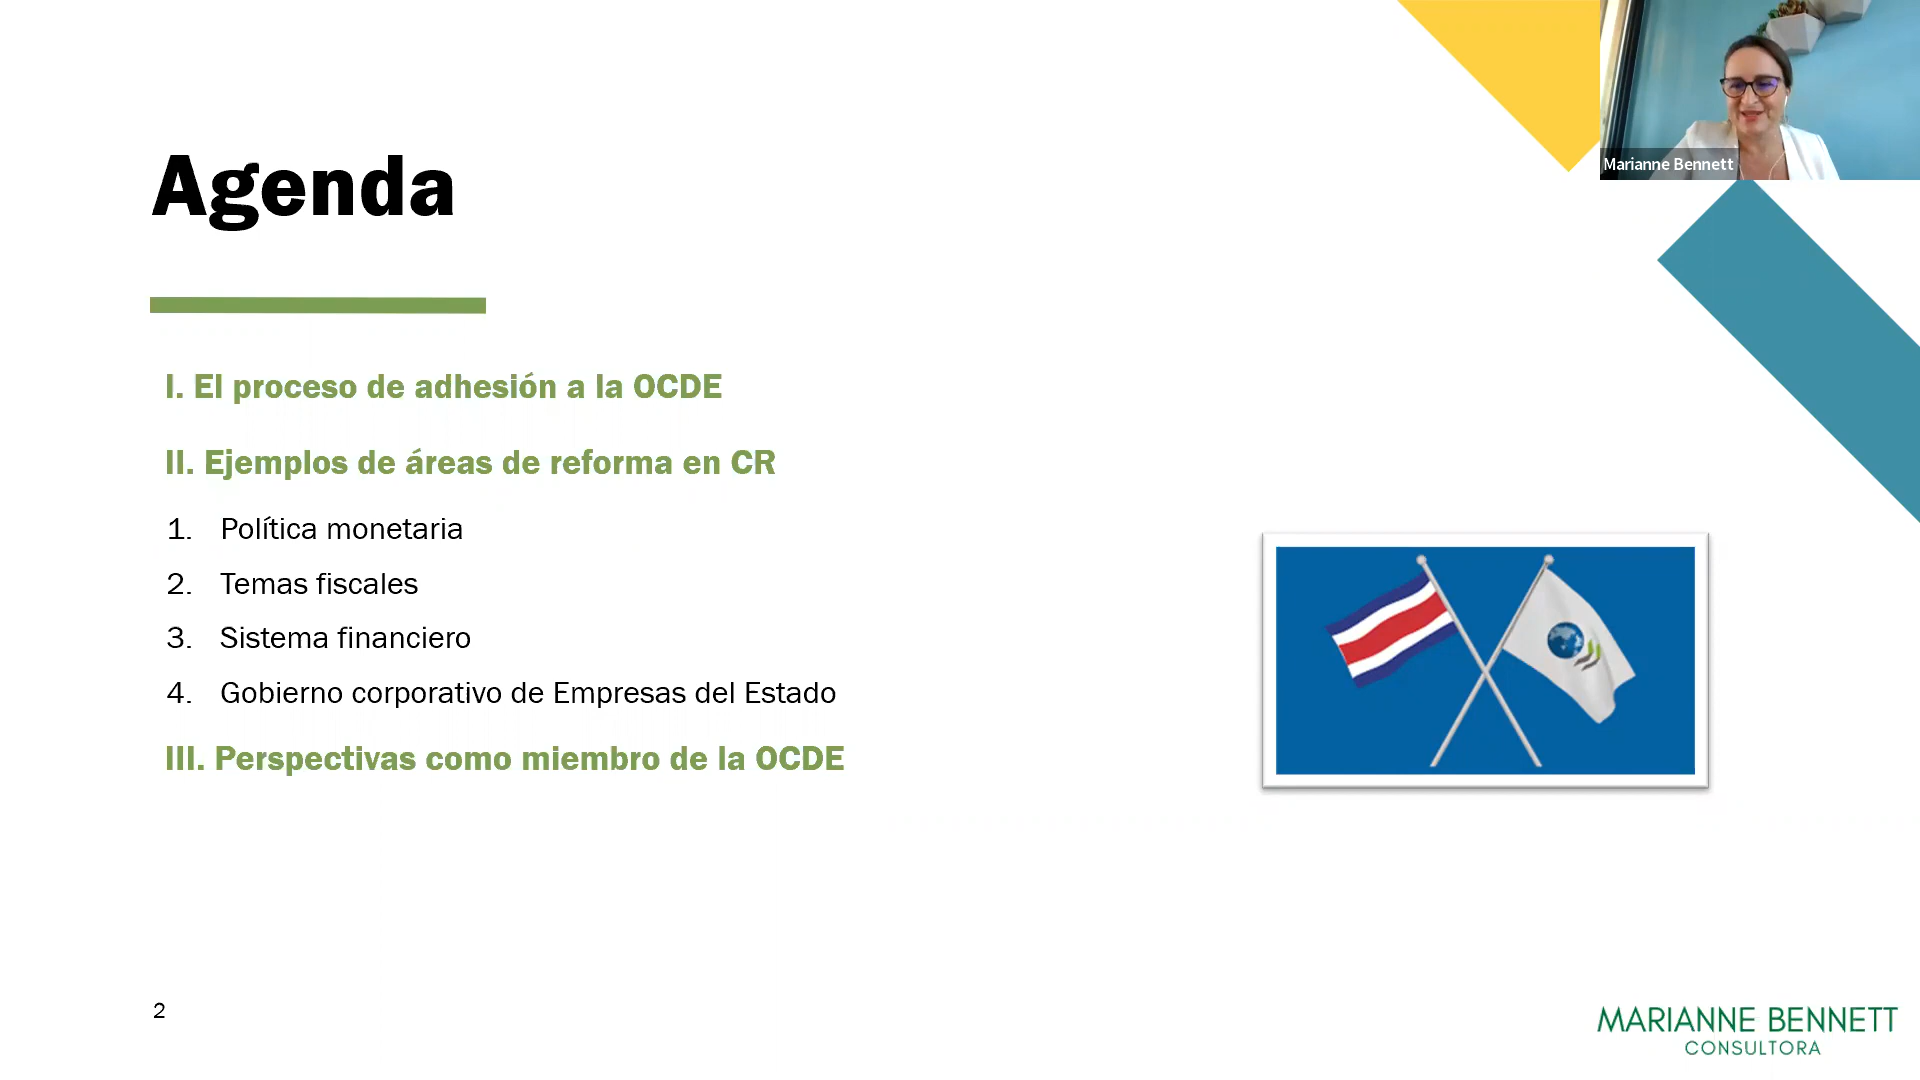 Marianne Bennett
Agenda
I. El proceso de adhesión a la OCDE
II. Ejemplos de áreas de reforma en CR
1. Política monetaria
2. Temas fiscales
3. Sistema financiero
4. Gobierno corporativo de Empresas del Estado
III. Perspectivas como miembro de la OCDE
2
MARIANNE BENNETT
CONSULTORA